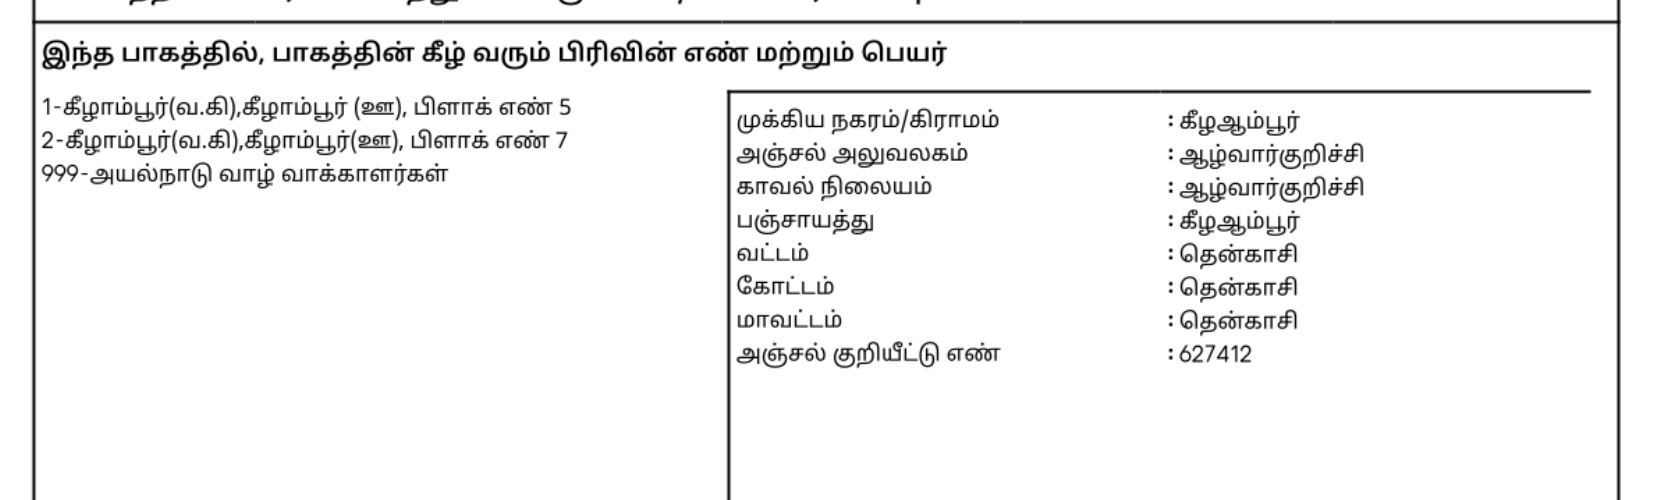 இந்த பாகத்தில், பாகத்தின் கீழ் வரும் பிரிவின் எண் மற்றும் பெயர்
1-கீழாம்பூர்(வ.கி),கீழாம்பூர் (ஊ), பிளாக் எண் 5
2-கீழாம்பூர்(வ.கி),கீழாம்பூர்(ஊ), பிளாக் எண் 7
999-அயல்நாடு வாழ் வாக்காளர்கள்
முக்கிய நகரம்/கிராமம் : கீழஆம்பூர்
அஞ்சல் அலுவலகம் : ஆழ்வார்குறிச்சி
காவல் நிலையம் : ஆழ்வார்குறிச்சி
பஞ்சாயத்து : கீழஆம்பூர்
வட்டம் : தென்காசி
கோட்டம் : தென்காசி
மாவட்டம் : தென்காசி
அஞ்சல் குறியீட்டு எண் : 627412